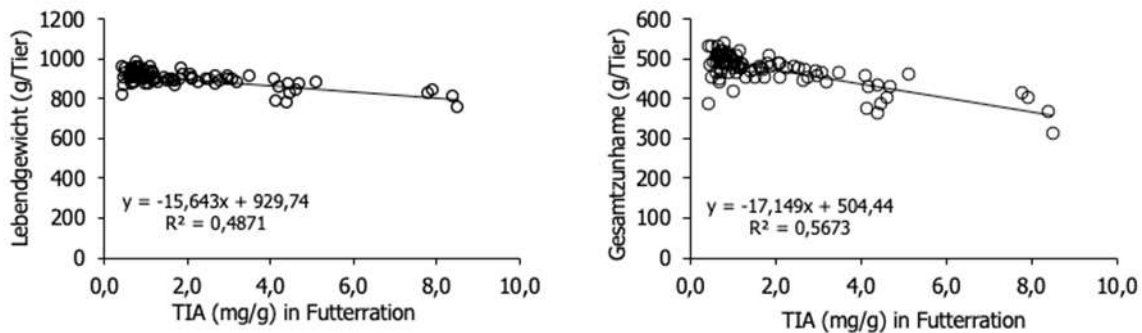 Lebendgewicht (g/Tier)
1200
1000
800
600
400
200
0
y = -15,643x + 929,74
R² = 0,4871
0,0 2,0 4,0 6,0 8,0 10,0
TIA (mg/g) in Futterration
Gesamtzunhame (g/Tier)
600
500
400
300
200
100
0
y = -17,149x + 504,44
R² = 0,5673
0,0 2,0 4,0 6,0 8,0 10,0
TIA (mg/g) in Futterration